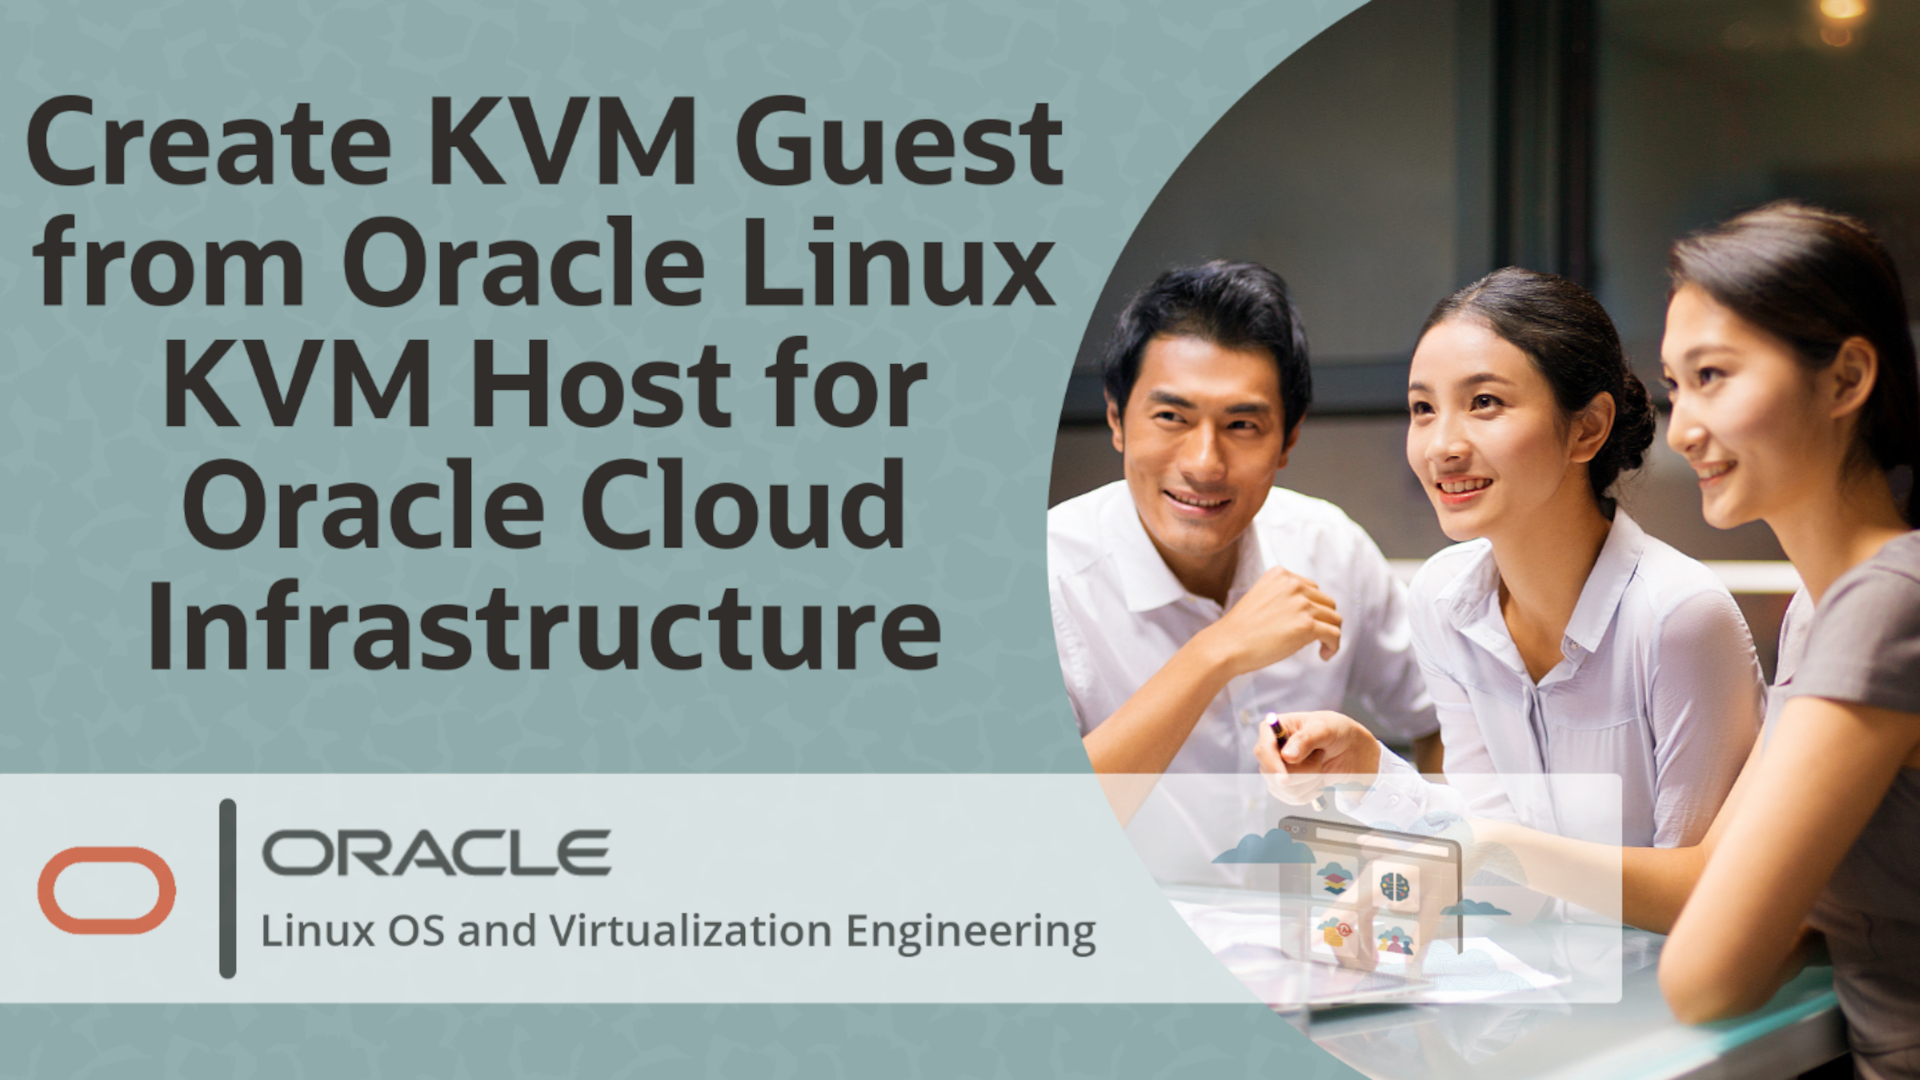 Create KVM Guest
from Oracle Linux
KVM Host for
Oracle Cloud
Infrastructure
ORACLE
Linux OS and Virtualization Engineering